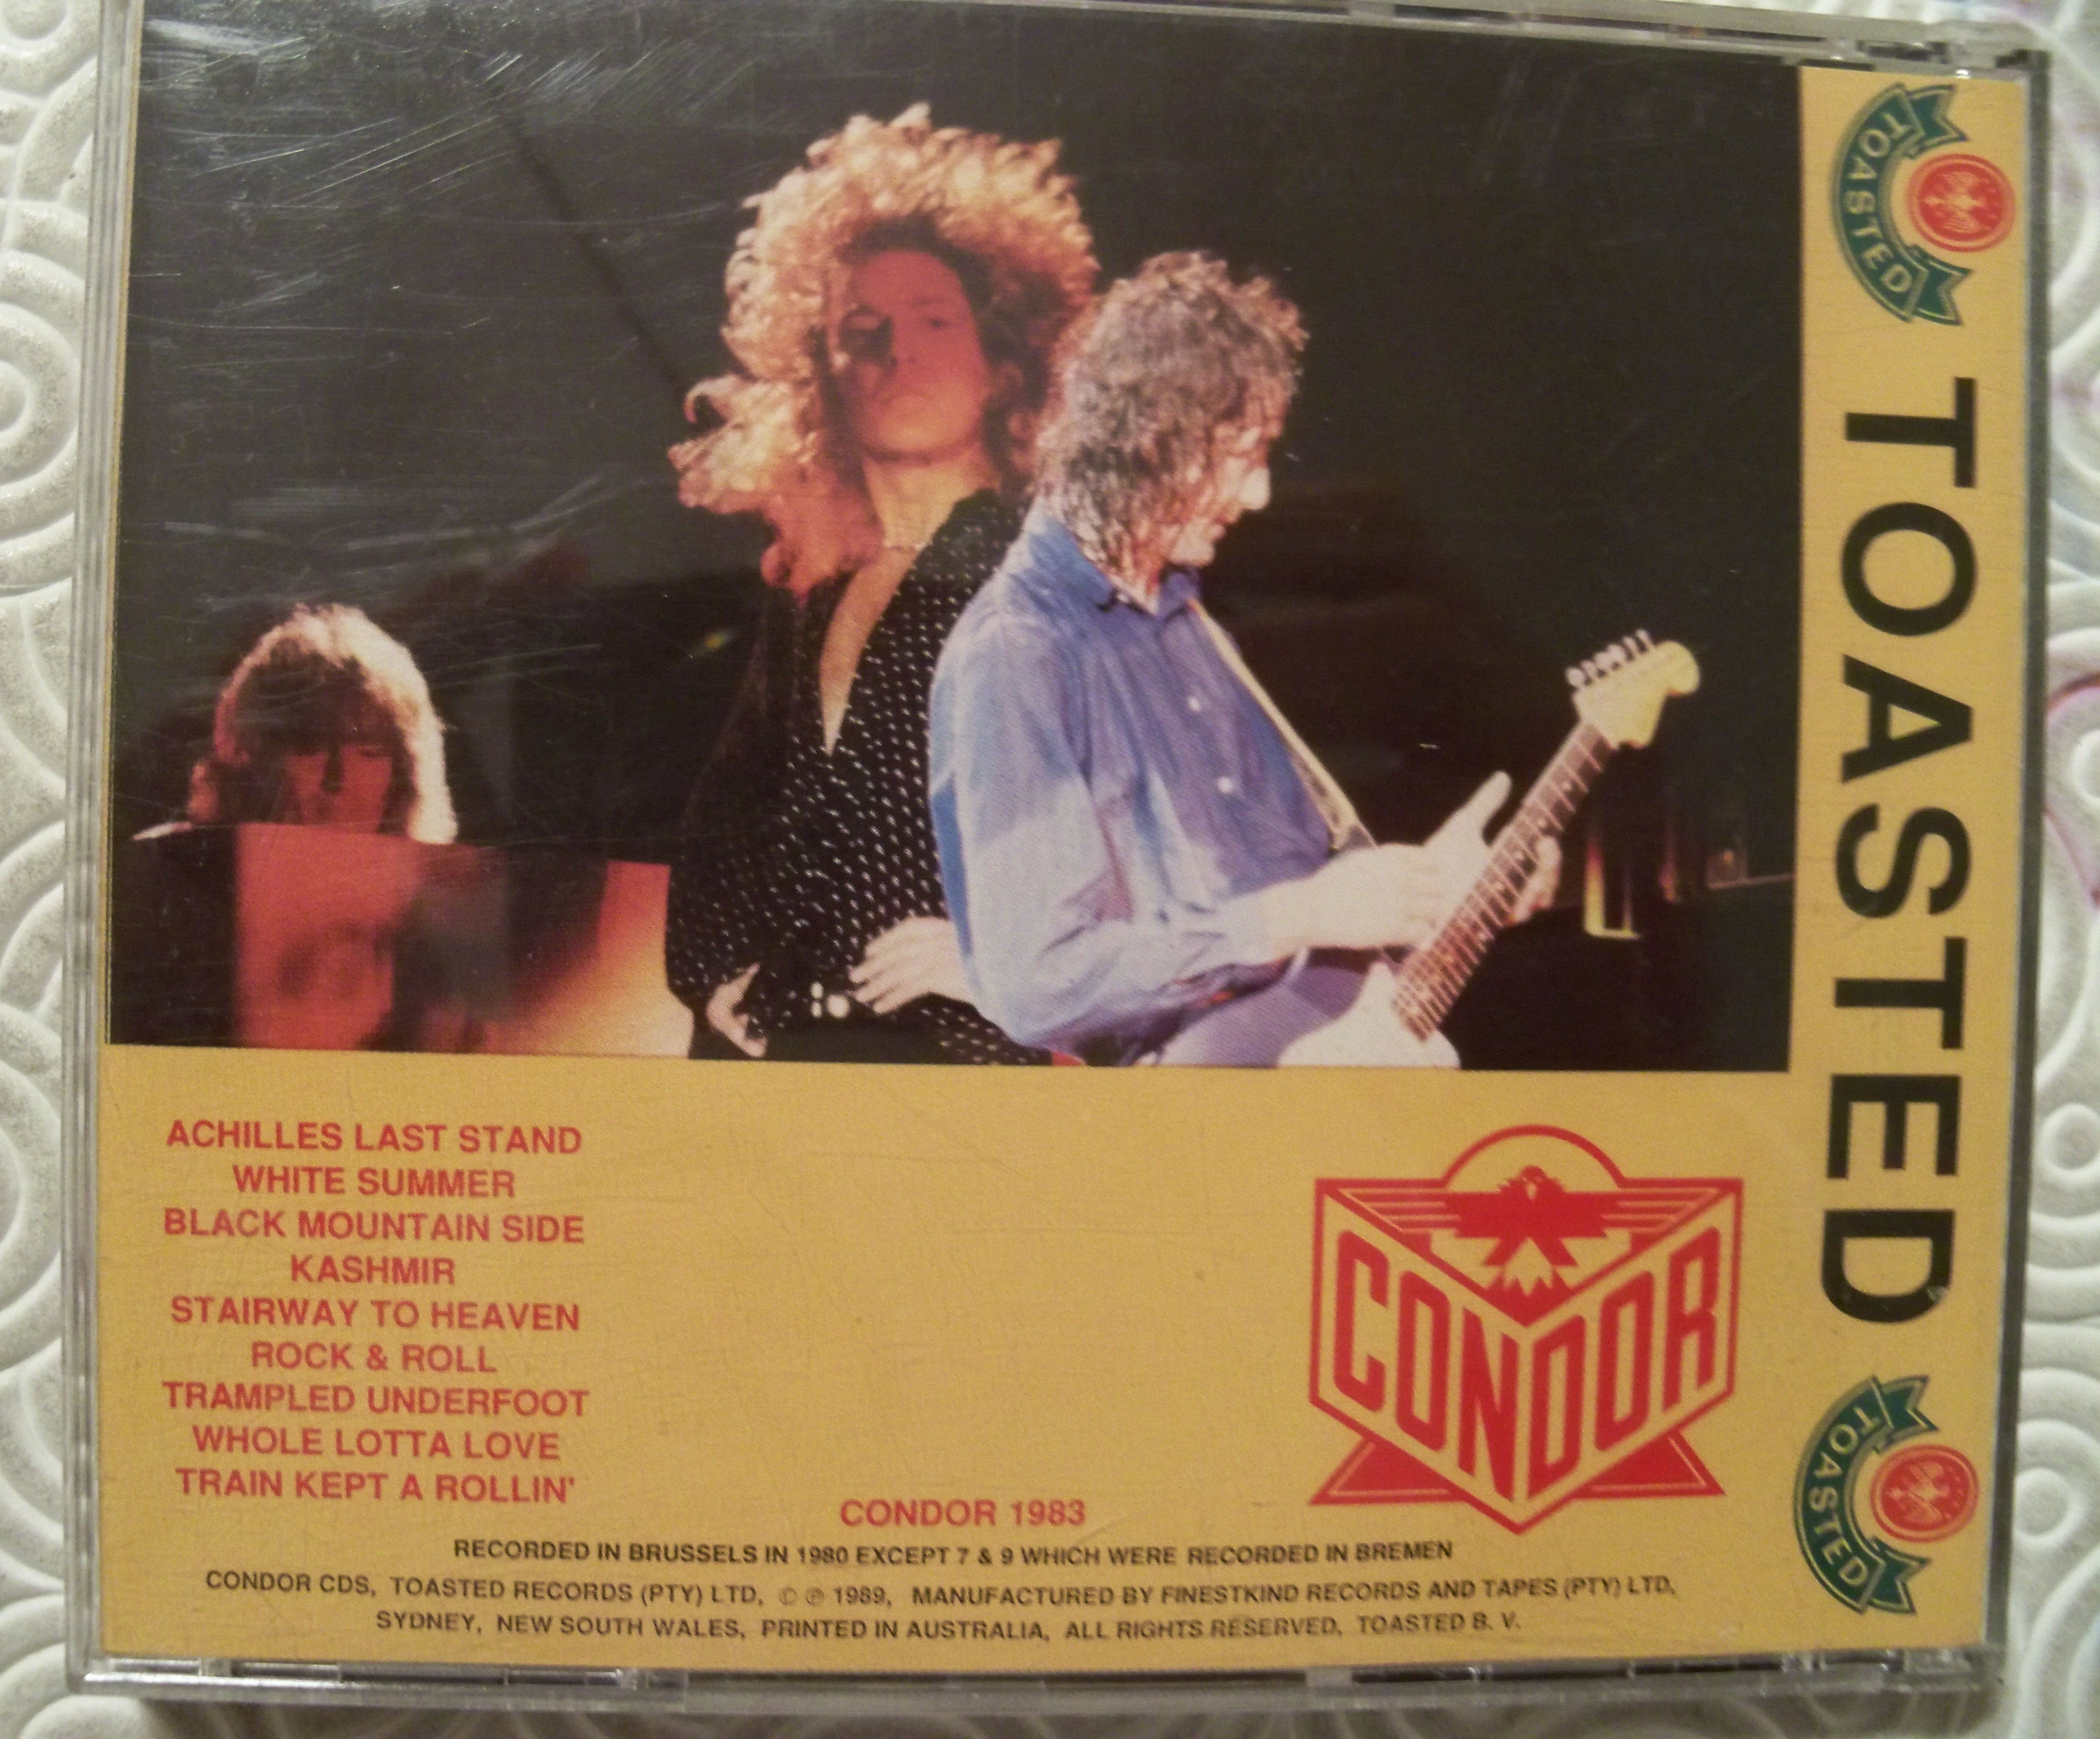 TOASTED
TOASTED
TOASTED
ACHILLES LAST STAND
WHITE SUMMER
BLACK MOUNTAIN SIDE
KASHMIR
STAIRWAY TO HEAVEN
ROCK & ROLL
TRAMPLED UNDERFOOT
WHOLE LOTTA LOVE
TRAIN KEPT A ROLLIN'
CONDOR
CONDOR 1983
RECORDED IN BRUSSELS IN 1980 EXCEPT 7 & 9 WHICH WERE RECORDED IN BREMEN
CONDOR CDS, TOASTED RECORDS (PTY) LTD, © ℗ 1989, MANUFACTURED BY FINESTKIND RECORDS AND TAPES (PTY) LTD,
SYDNEY, NEW SOUTH WALES, PRINTED IN AUSTRALIA, ALL RIGHTS RESERVED, TOASTED B. V.